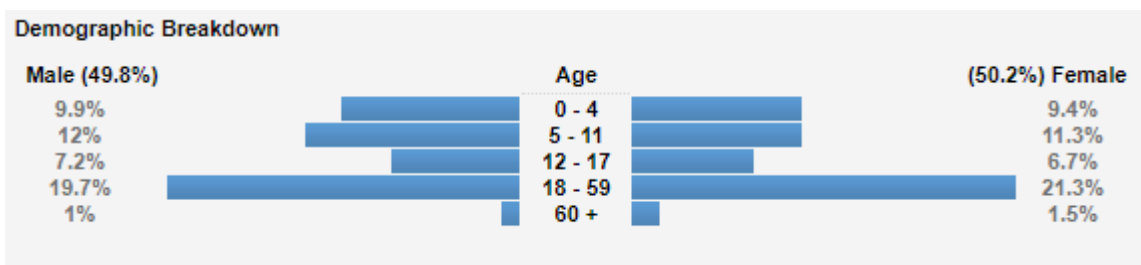 Demographic Breakdown
Male (49.8%) Age (50.2%) Female
9.9% 0 - 4 9.4%
12% 5 - 11 11.3%
7.2% 12 - 17 6.7%
19.7% 18 - 59 21.3%
1% 60 + 1.5%